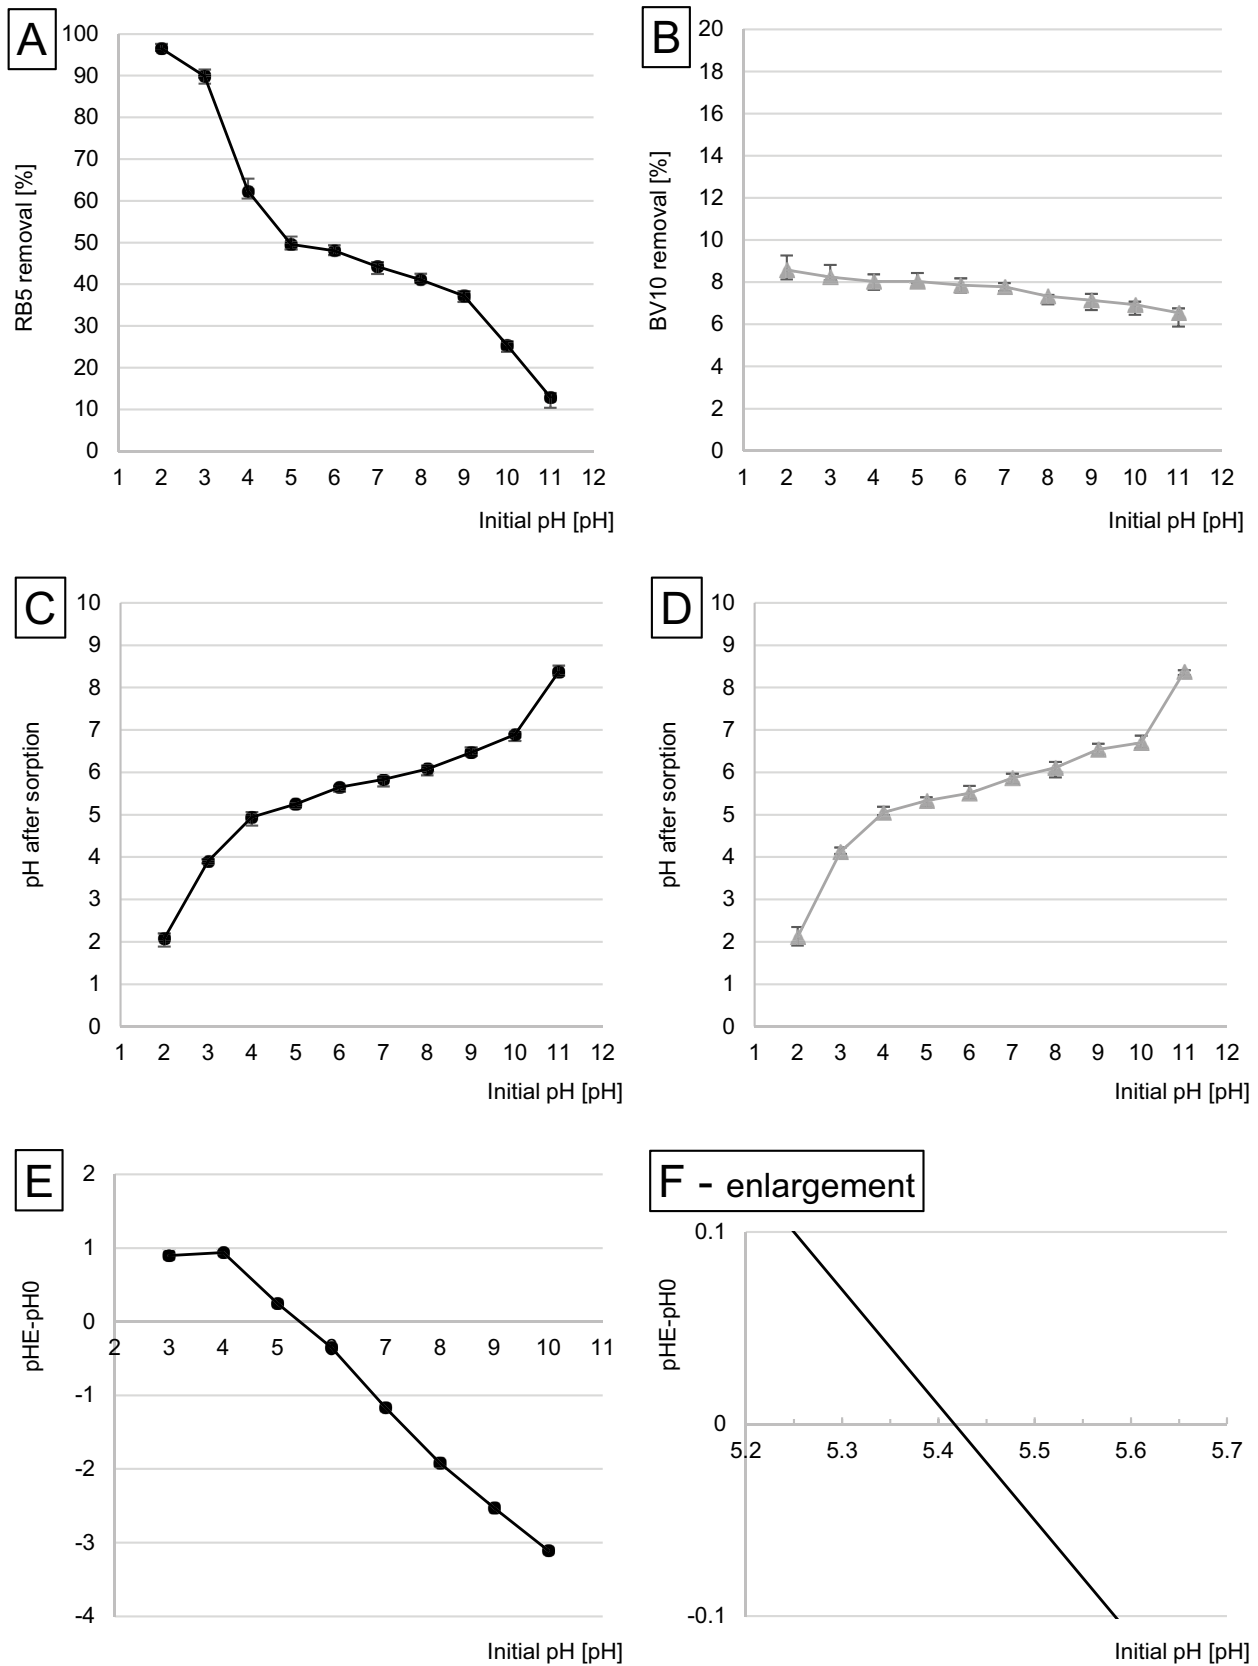 A
100
90
80
70
60
50
40
30
20
10
0
RB5 removal [%]
1 2 3 4 5 6 7 8 9 10 11 12
Initial pH [pH]
B
20
18
16
14
12
10
8
6
4
2
0
BV10 removal [%]
1 2 3 4 5 6 7 8 9 10 11 12
Initial pH [pH]
C
10
9
8
7
6
5
4
3
2
1
0
pH after sorption
1 2 3 4 5 6 7 8 9 10 11 12
Initial pH [pH]
D
10
9
8
7
6
5
4
3
2
1
0
pH after sorption
1 2 3 4 5 6 7 8 9 10 11 12
Initial pH [pH]
E
2
1
0
-1
-2
-3
-4
pHE-pH0
2 3 4 5 6 7 8 9 10 11
Initial pH [pH]
F - enlargement
0.1
0
-0.1
pHE-pH0
5.2 5.3 5.4 5.5 5.6 5.7
Initial pH [pH]